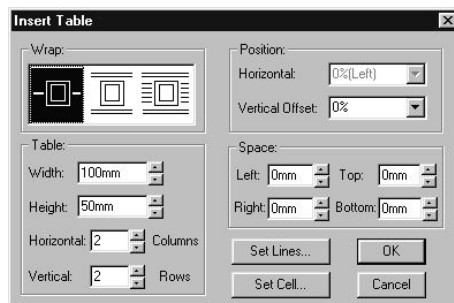 Insert Table
Wrap:
Position:
Horizontal: 0%(Left)
Vertical Offset: 0%
Table:
Width: 100mm
Height: 50mm
Horizontal: 2 Columns
Vertical: 2 Rows
Space:
Left: 0mm Top: 0mm
Right: 0mm Bottom: 0mm
Set Lines... OK
Set Cell... Cancel